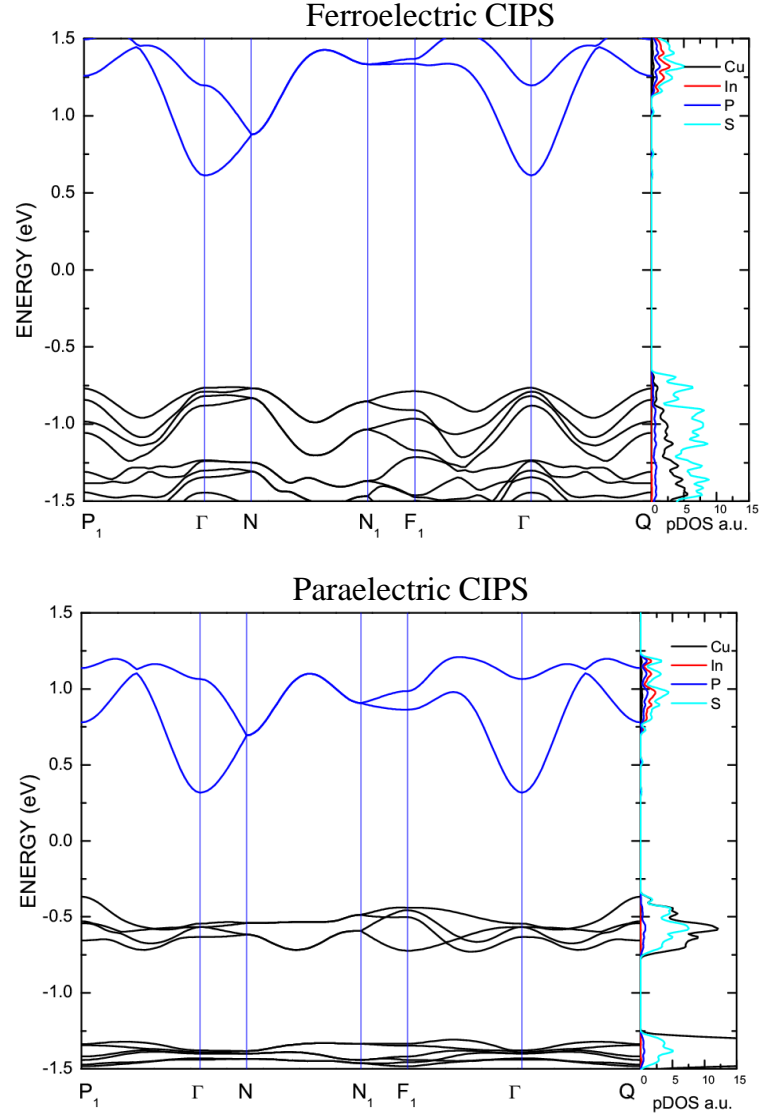 Ferroelectric CIPS
ENERGY (eV)
1.5
1.0
0.5
0.0
-0.5
-1.0
-1.5
P1 Γ N N1 F1 Γ Q
Cu
In
P
S
0 5 10 15
pDOS a.u.
Paraelectric CIPS
ENERGY (eV)
1.5
1.0
0.5
0.0
-0.5
-1.0
-1.5
P1 Γ N N1 F1 Γ Q
Cu
In
P
S
0 5 10 15
pDOS a.u.